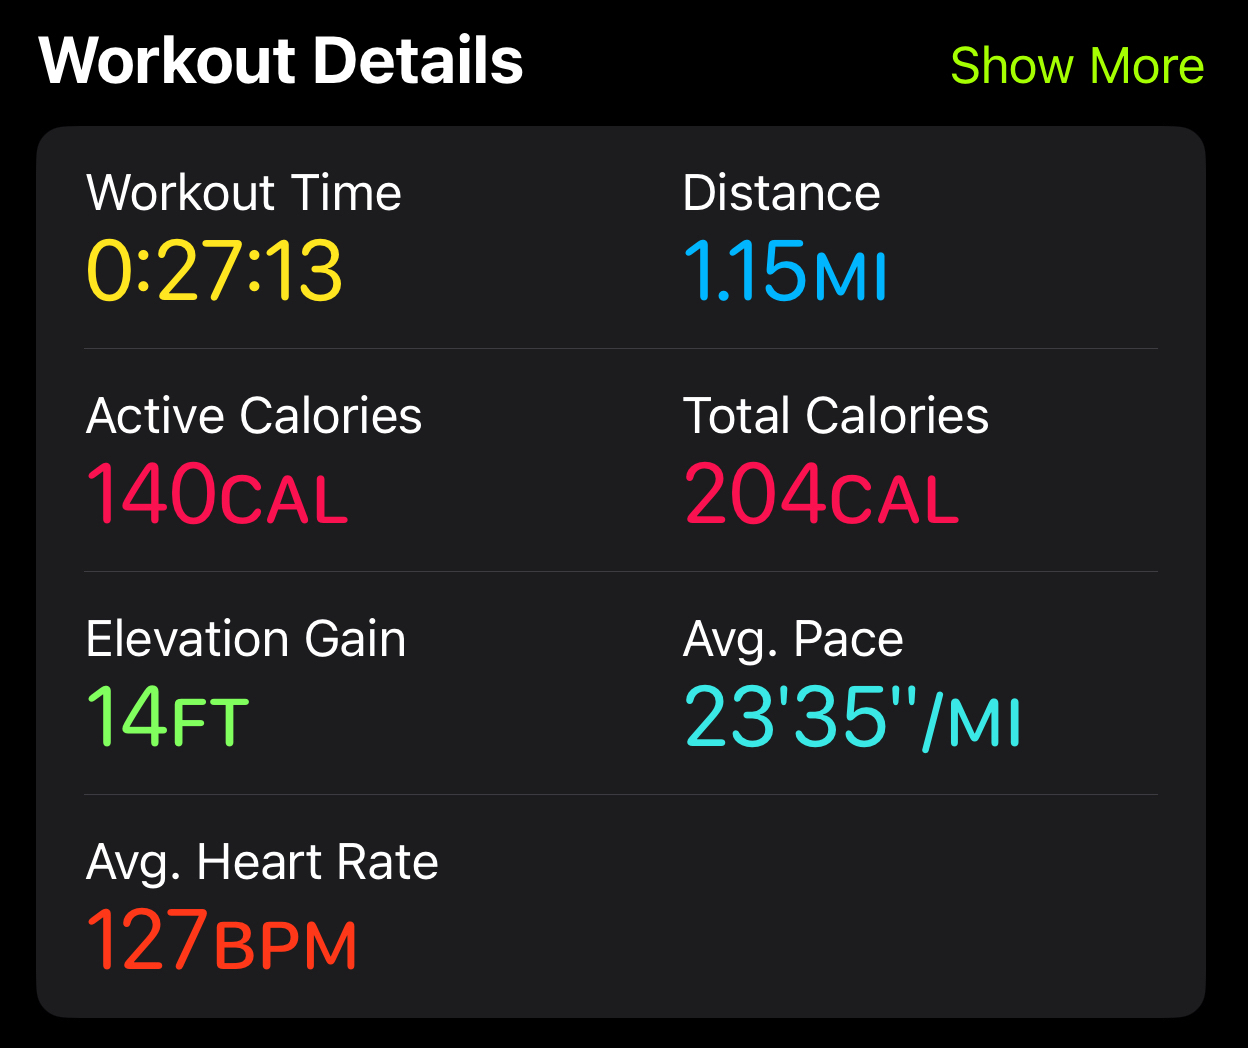 Workout Details
Show More
Workout Time
0:27:13
Distance
1.15MI
Active Calories
140CAL
Total Calories
204CAL
Elevation Gain
14FT
Avg. Pace
23'35"/MI
Avg. Heart Rate
127BPM